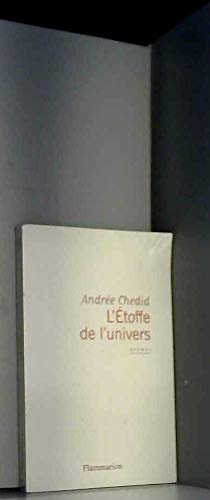 Andrée Chedid
L'Étoffe
de l'univers
Flammarion